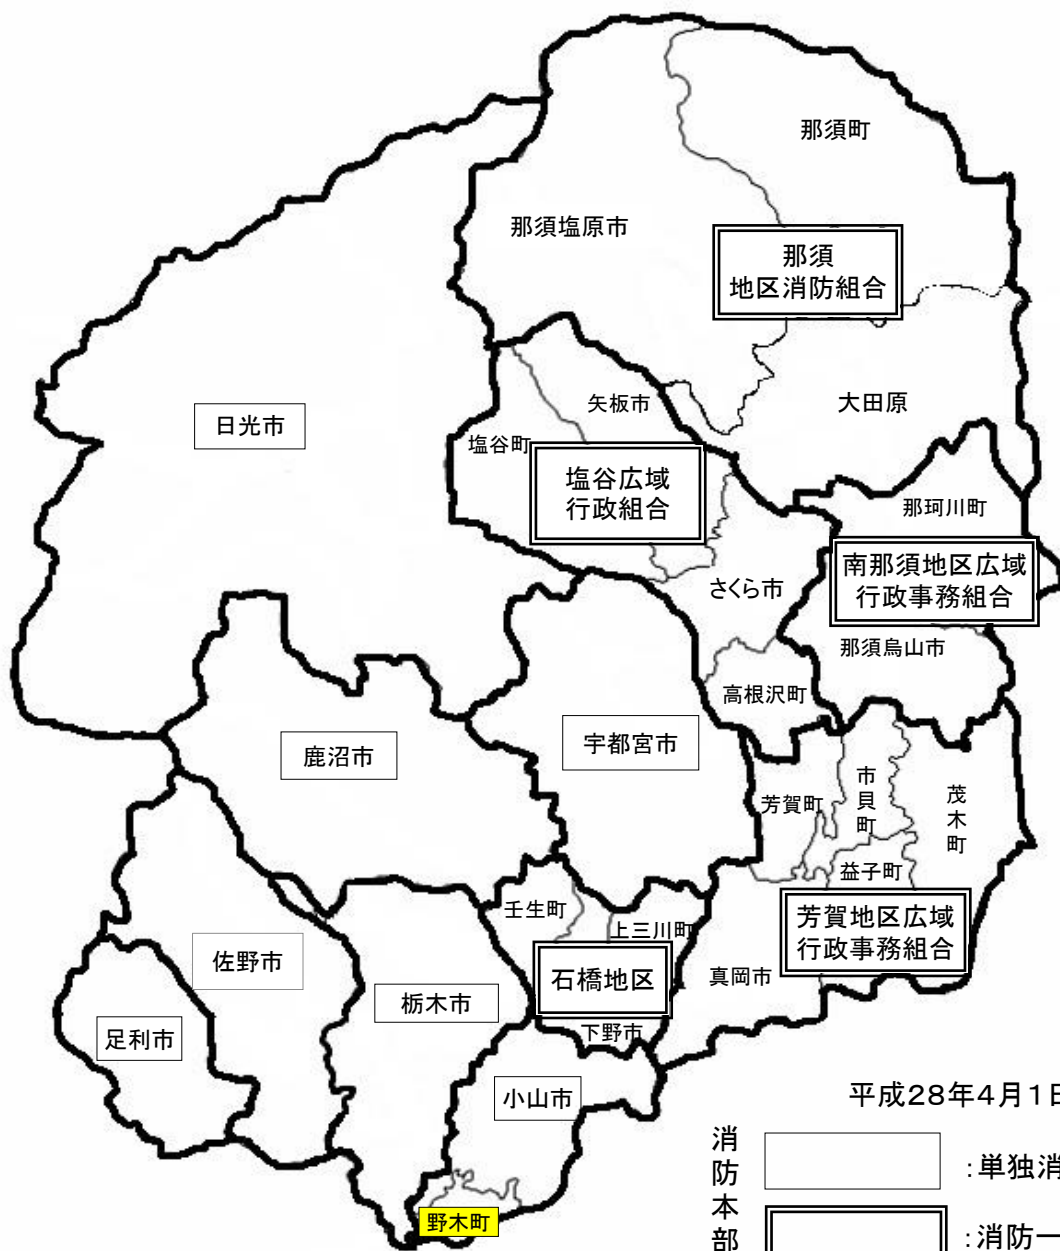 那須町
那須塩原市
那須
地区消防組合
矢板市
大田原
日光市
塩谷町
塩谷広域
行政組合
那珂川町
さくら市
南那須地区広域
行政事務組合
那須烏山市
高根沢町
鹿沼市
宇都宮市
芳賀町
市貝町
茂木町
益子町
壬生町
上三川町
芳賀地区広域
行政事務組合
佐野市
栃木市
石橋地区
真岡市
下野市
足利市
小山市
平成28年4月1日
消防本部
：単独消
野木町
：消防一